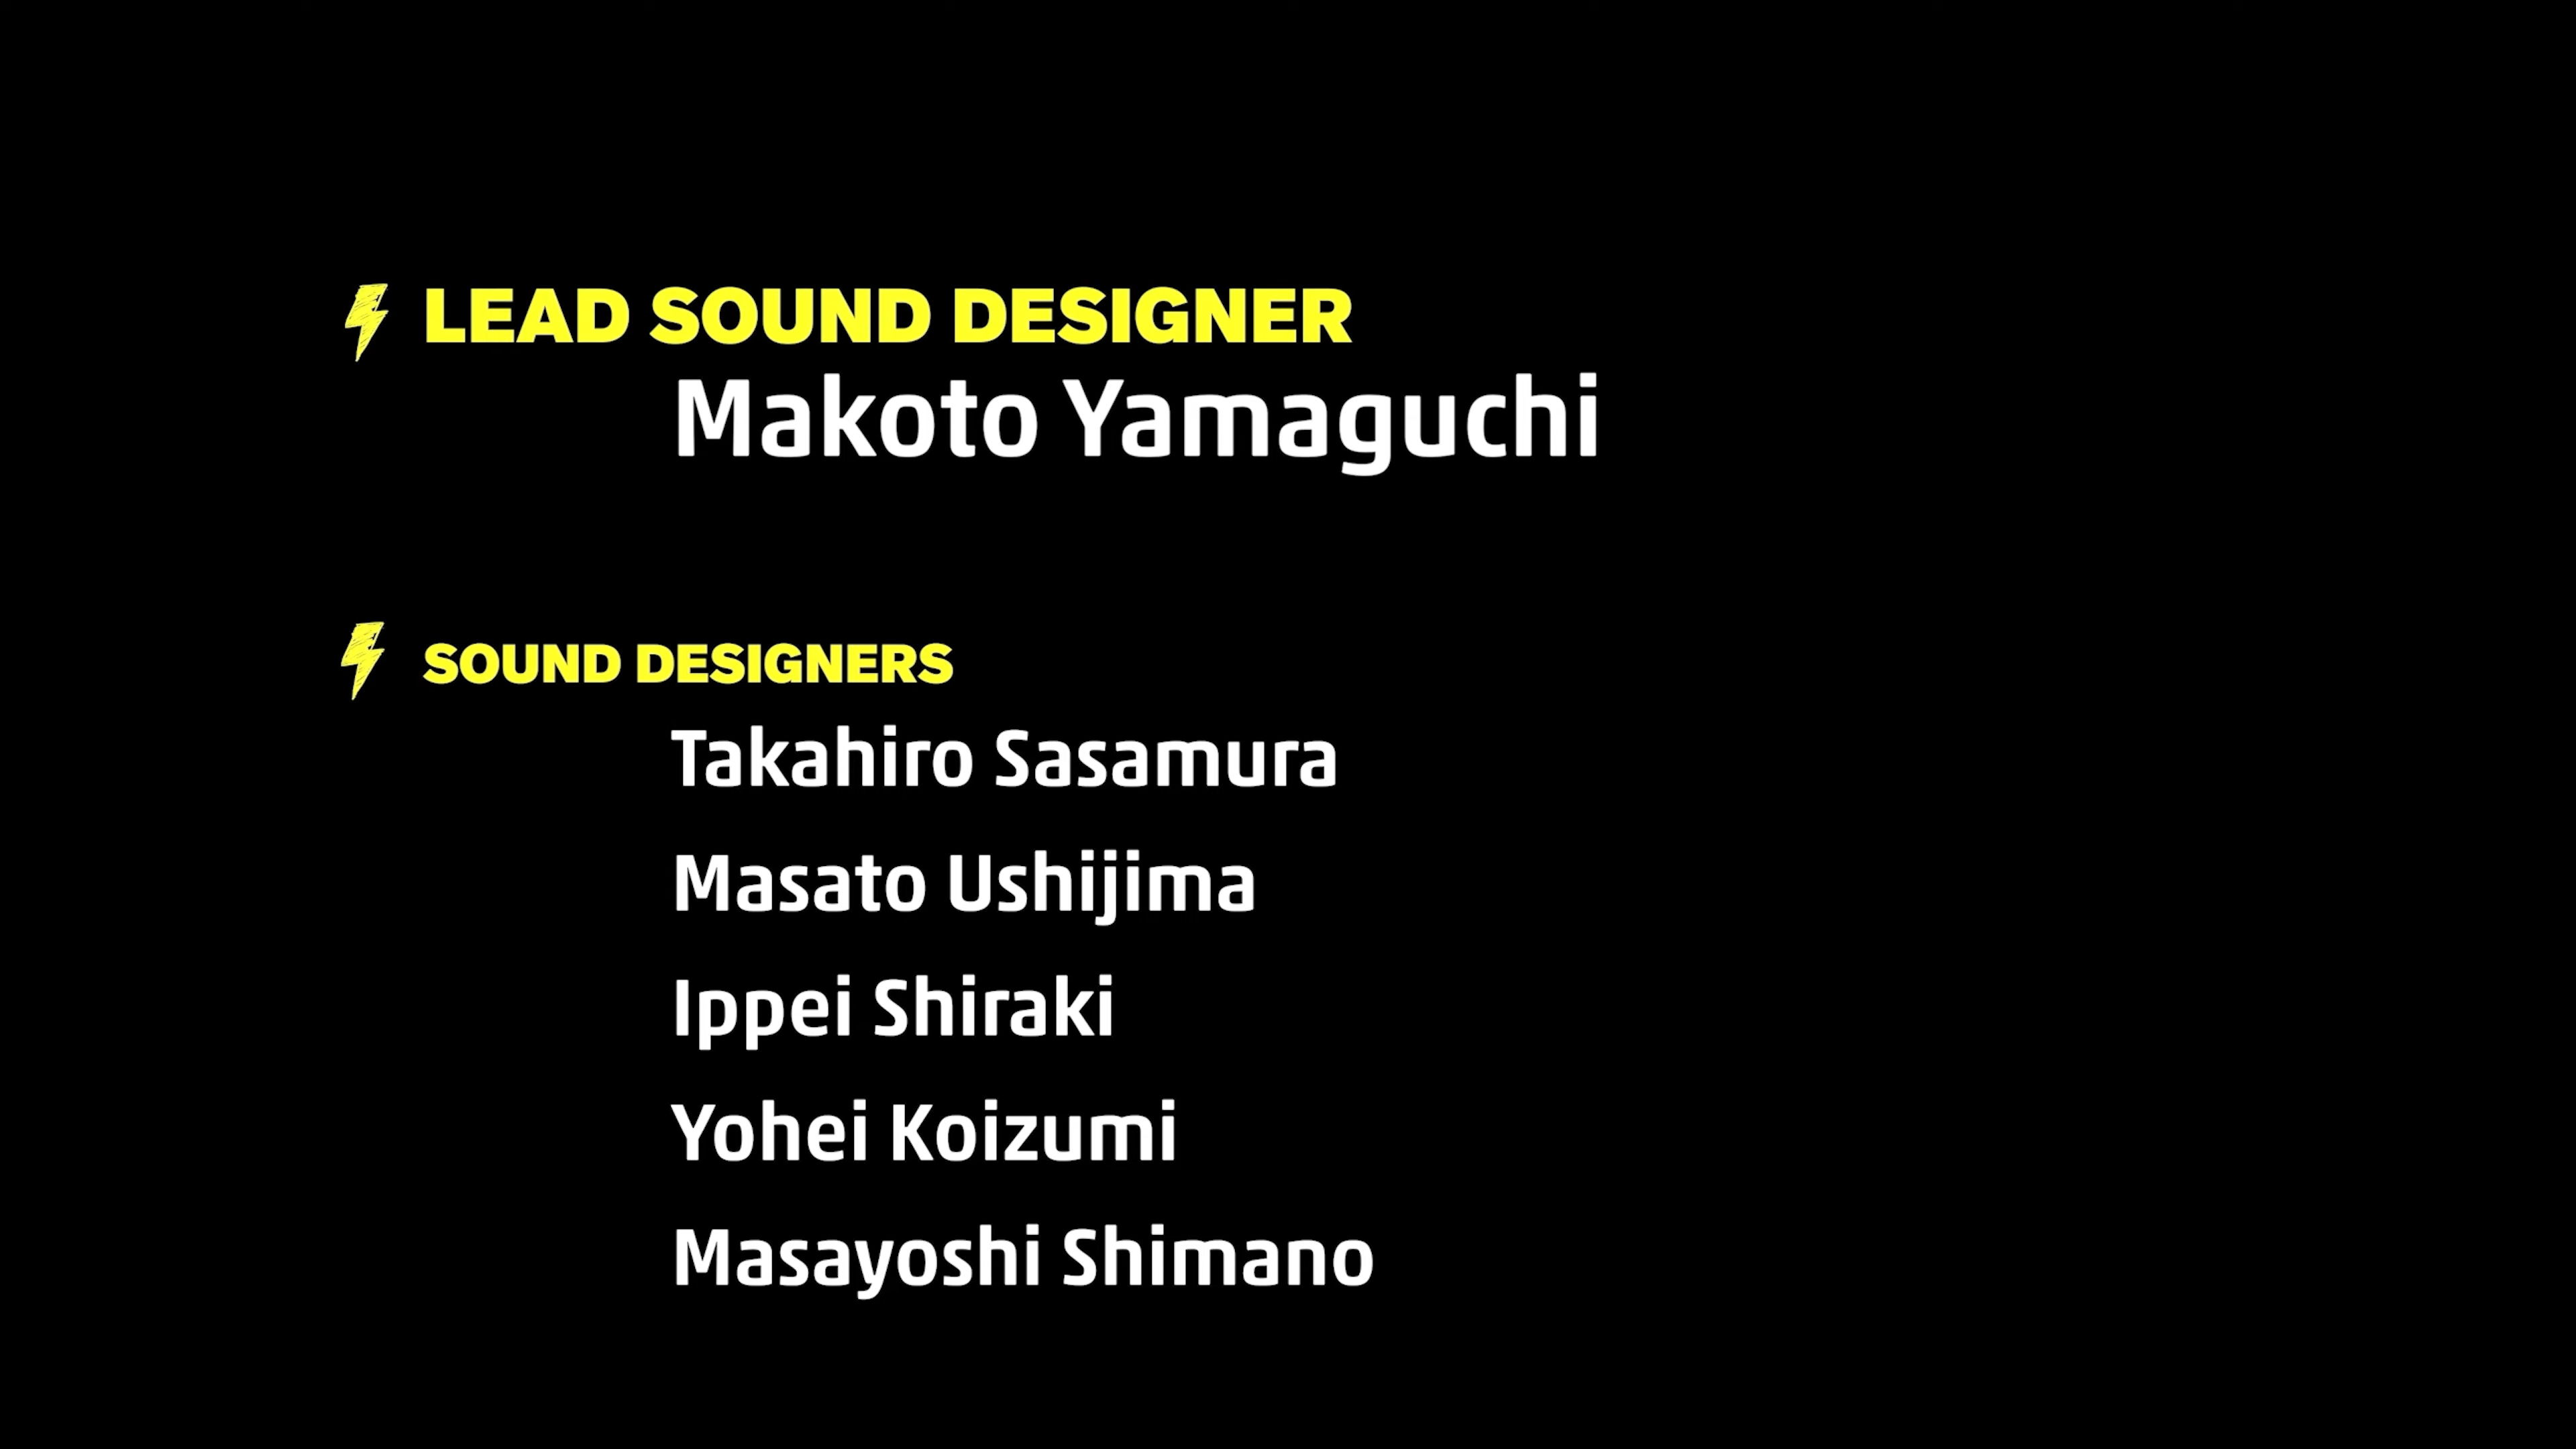 LEAD SOUND DESIGNER
Makoto Yamaguchi
SOUND DESIGNERS
Takahiro Sasamura
Masato Ushijima
Ippei Shiraki
Yohei Koizumi
Masayoshi Shimano